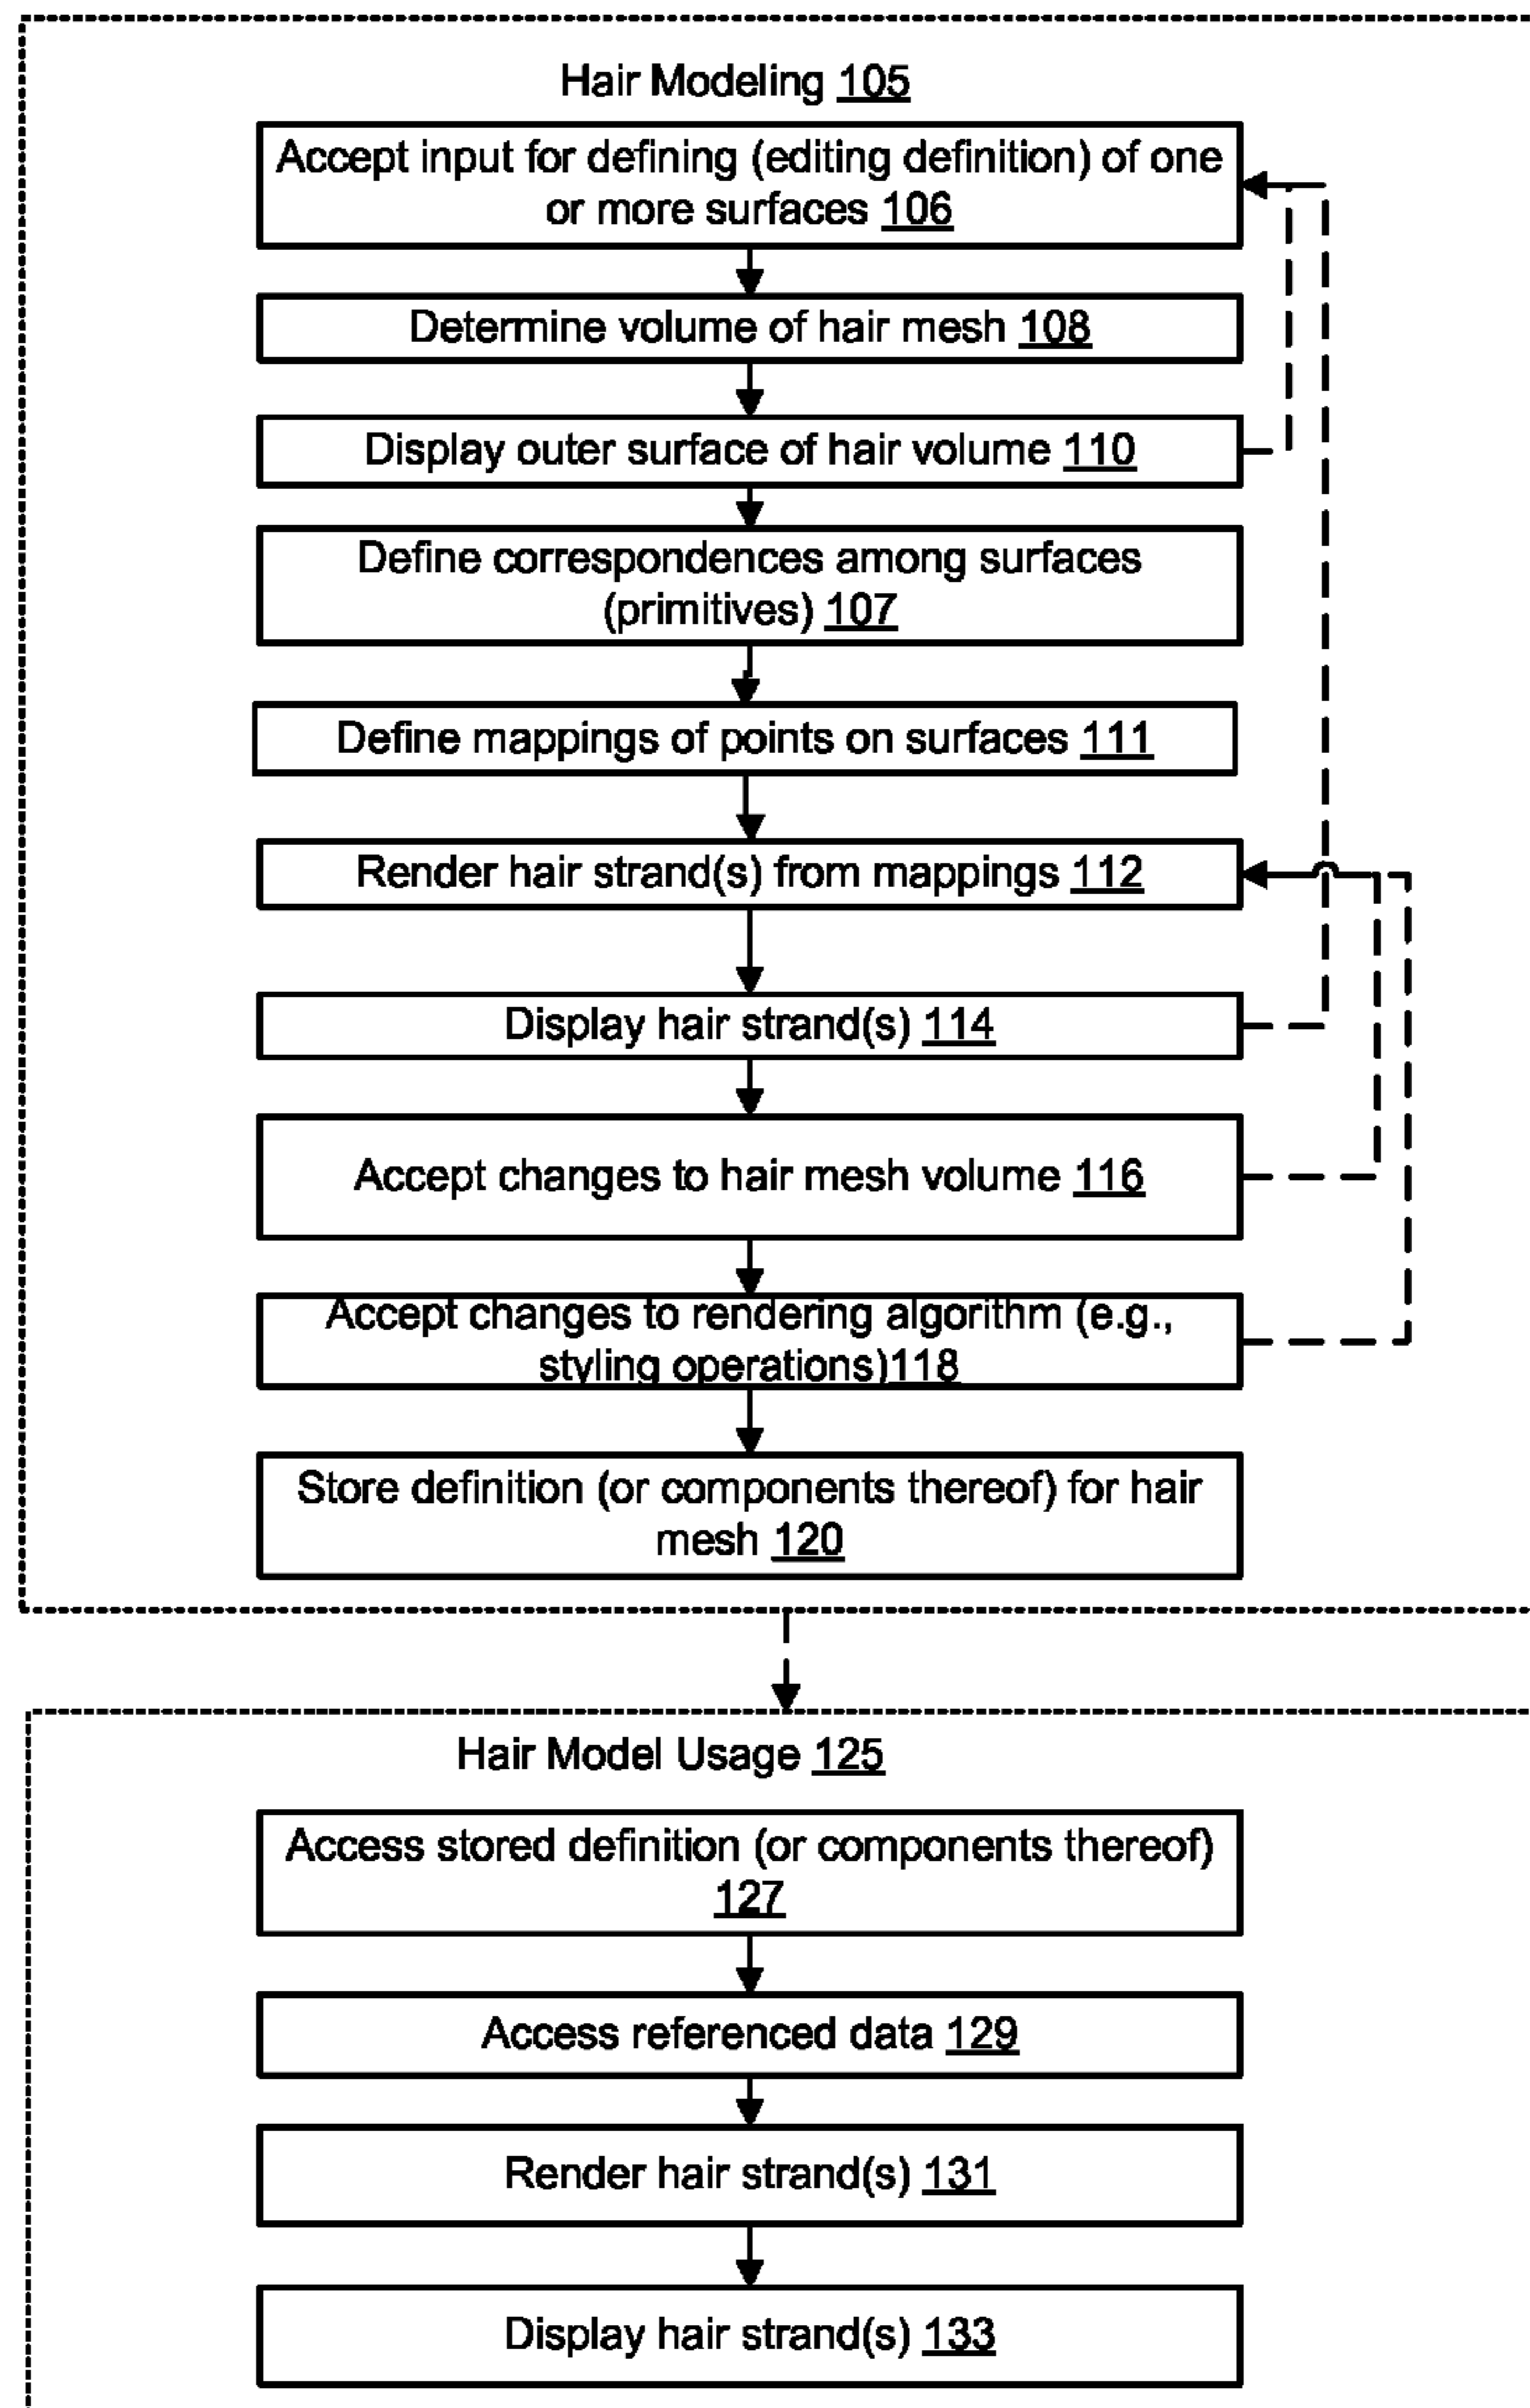 Hair Modeling 105
Accept input for defining (editing definition) of one
or more surfaces 106
Determine volume of hair mesh 108
Display outer surface of hair volume 110
Define correspondences among surfaces
(primitives) 107
Define mappings of points on surfaces 111
Render hair strand(s) from mappings 112
Display hair strand(s) 114
Accept changes to hair mesh volume 116
Accept changes to rendering algorithm (e.g.,
styling operations)118
Store definition (or components thereof) for hair
mesh 120
Hair Model Usage 125
Access stored definition (or components thereof)
127
Access referenced data 129
Render hair strand(s) 131
Display hair strand(s) 133